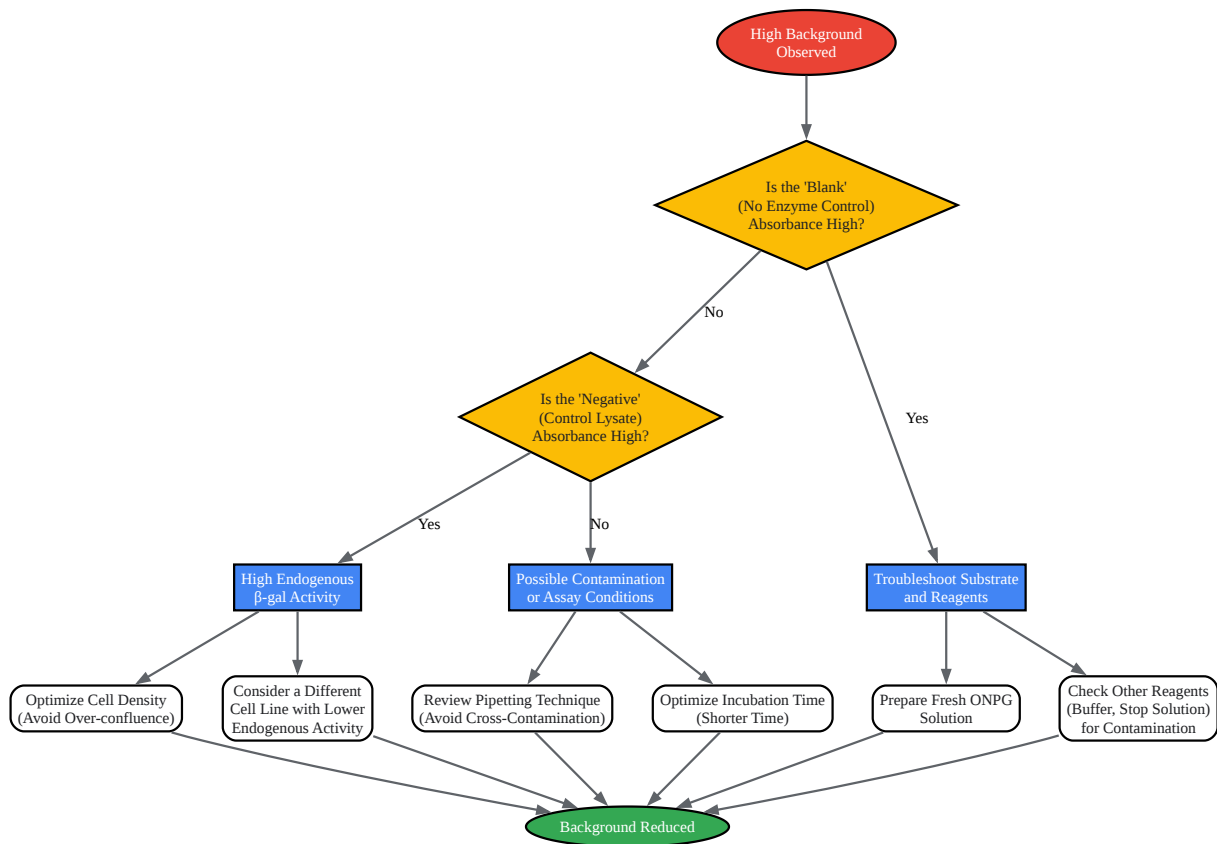 High Background
Observed
Is the 'Blank'
(No Enzyme Control)
Absorbance High?
No
Yes
Is the 'Negative'
(Control Lysate)
Absorbance High?
Yes
No
High Endogenous
β-gal Activity
Possible Contamination
or Assay Conditions
Troubleshoot Substrate
and Reagents
Optimize Cell Density
(Avoid Over-confluence)
Consider a Different
Cell Line with Lower
Endogenous Activity
Review Pipetting Technique
(Avoid Cross-Contamination)
Optimize Incubation Time
(Shorter Time)
Prepare Fresh ONPG
Solution
Check Other Reagents
(Buffer, Stop Solution)
for Contamination
Background Reduced